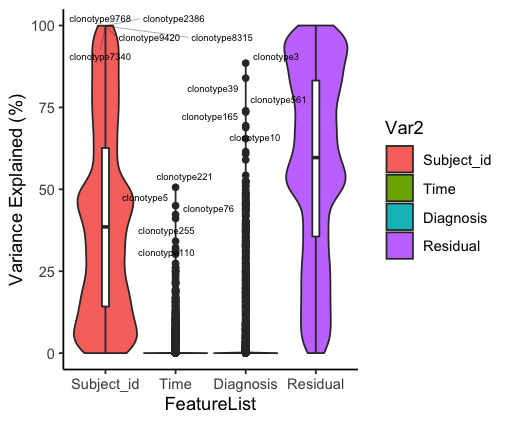 clonotype9768 clonotype2386
clonotype9420 clonotype8315
clonotype7340
clonotype3
clonotype39
clonotype561
clonotype165
clonotype10
clonotype221
clonotype5
clonotype76
clonotype255
clonotype110
100
75
50
25
0
Variance Explained (%)
Subject_id Time Diagnosis Residual
FeatureList
Var2
Subject_id
Time
Diagnosis
Residual